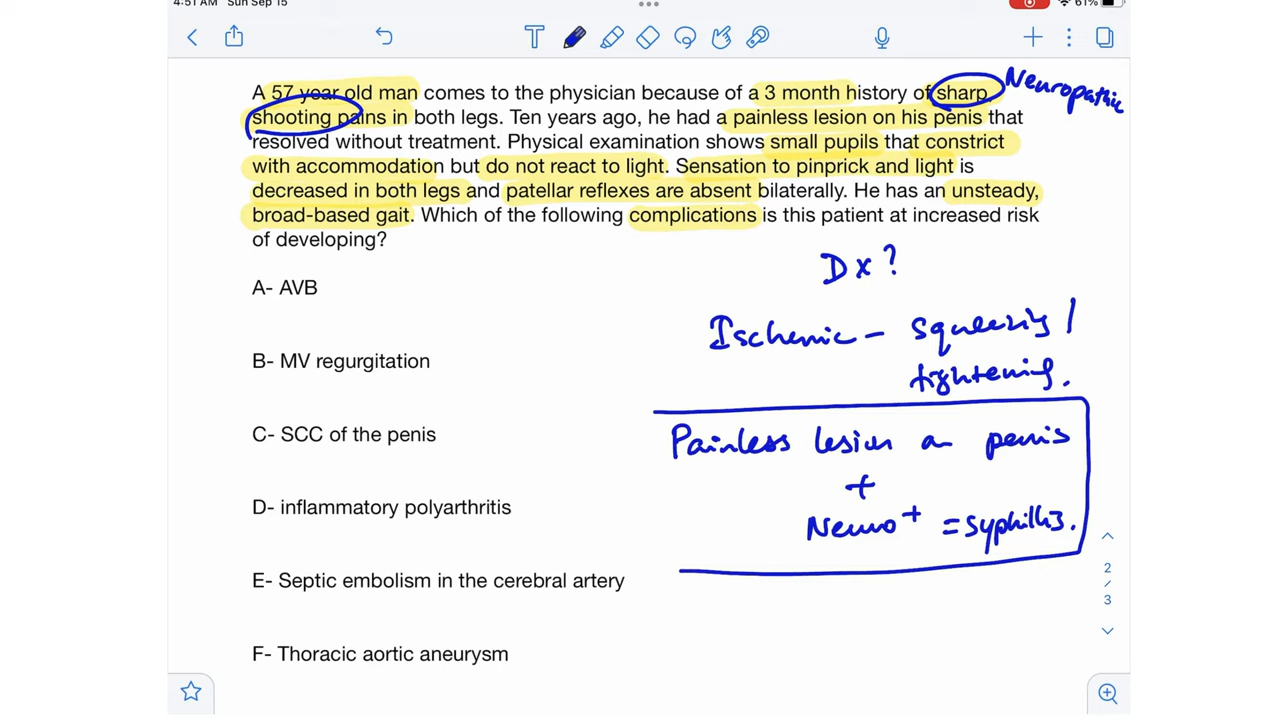 4:51 AM Sun Sep 15
61%
T
A 57 year old man comes to the physician because of a 3 month history of sharp, Neuropathic
shooting pains in both legs. Ten years ago, he had a painless lesion on his penis that
resolved without treatment. Physical examination shows small pupils that constrict
with accommodation but do not react to light. Sensation to pinprick and light is
decreased in both legs and patellar reflexes are absent bilaterally. He has an unsteady,
broad-based gait. Which of the following complications is this patient at increased risk
of developing?
Dx?
A- AVB
Ischemic - squeezing /
tightening.
B- MV regurgitation
Painless lesion on penis
C- SCC of the penis
+
D- inflammatory polyarthritis
Neuro+ = syphillis.
E- Septic embolism in the cerebral artery
2
/
3
F- Thoracic aortic aneurysm